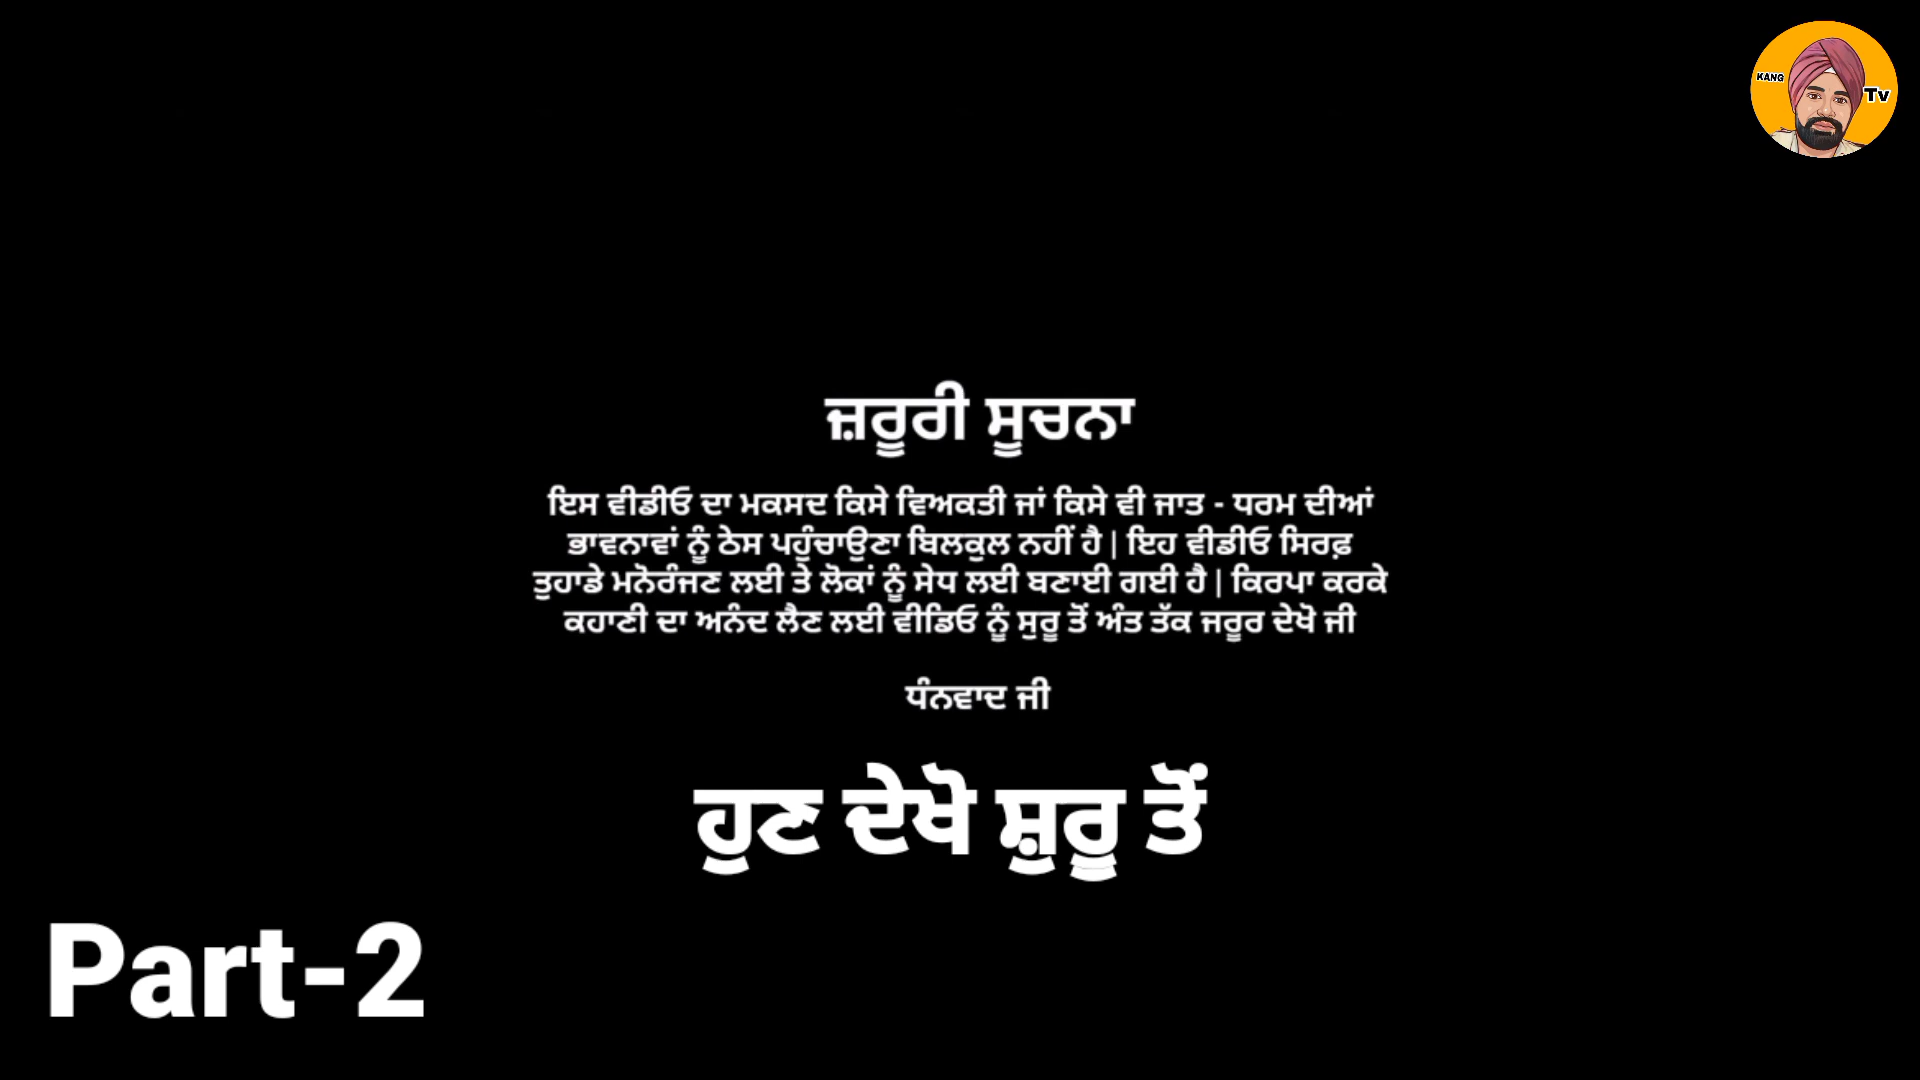 KANG
Tv
ਜ਼ਰੂਰੀ ਸੂਚਨਾ
ਇਸ ਵੀਡੀਓ ਦਾ ਮਕਸਦ ਕਿਸੇ ਵਿਅਕਤੀ ਜਾਂ ਕਿਸੇ ਵੀ ਜਾਤ - ਧਰਮ ਦੀਆਂ
ਭਾਵਨਾਵਾਂ ਨੂੰ ਠੇਸ ਪਹੁੰਚਾਉਣਾ ਬਿਲਕੁਲ ਨਹੀਂ ਹੈ | ਇਹ ਵੀਡੀਓ ਸਿਰਫ਼
ਤੁਹਾਡੇ ਮਨੋਰੰਜਣ ਲਈ ਤੇ ਲੋਕਾਂ ਨੂੰ ਸੇਧ ਲਈ ਬਣਾਈ ਗਈ ਹੈ | ਕਿਰਪਾ ਕਰਕੇ
ਕਹਾਣੀ ਦਾ ਅਨੰਦ ਲੈਣ ਲਈ ਵੀਡਿਓ ਨੂੰ ਸੁਰੂ ਤੋਂ ਅੰਤ ਤੱਕ ਜਰੂਰ ਦੇਖੋ ਜੀ
ਧੰਨਵਾਦ ਜੀ
ਹੁਣ ਦੇਖੋ ਸ਼ੁਰੂ ਤੋਂ
Part-2